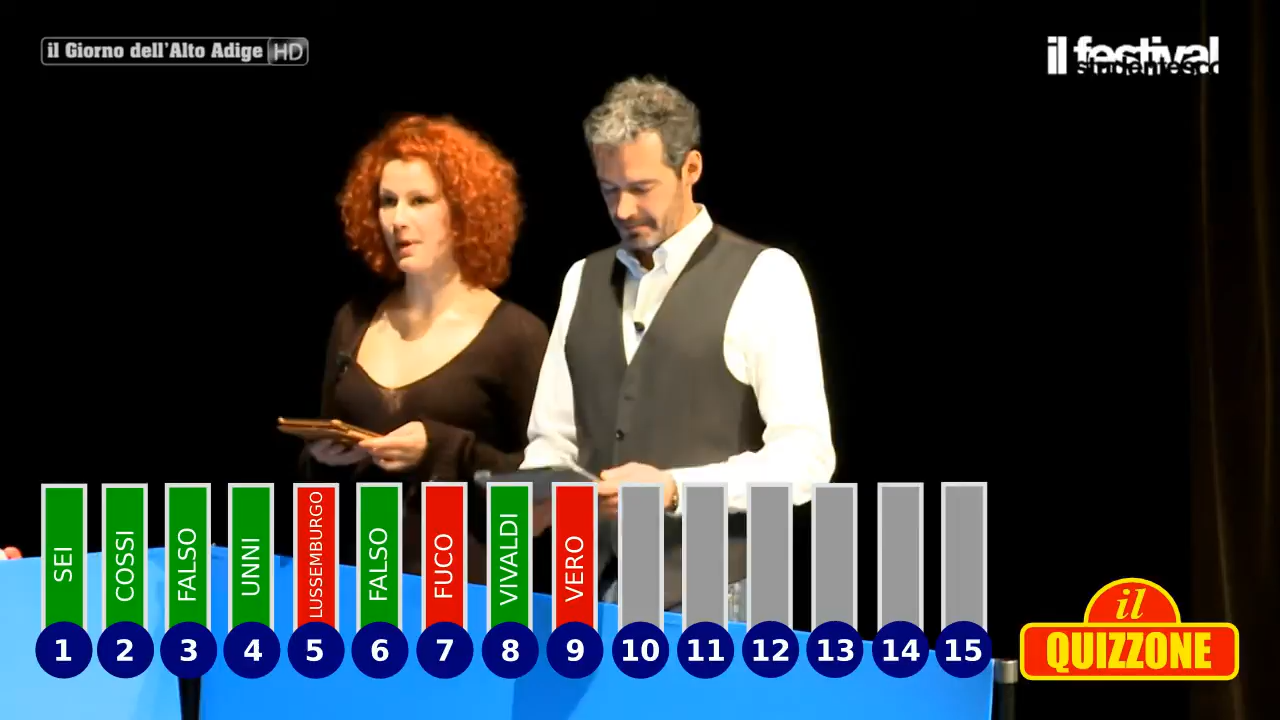 il Giorno dell'Alto Adige HD
il festival
studentesco
SEI
COSSI
FALSO
UNNI
LUSSEMBURGO
FALSO
FUCO
VIVALDI
VERO
1 2 3 4 5 6 7 8 9 10 11 12 13 14 15
il
QUIZZONE